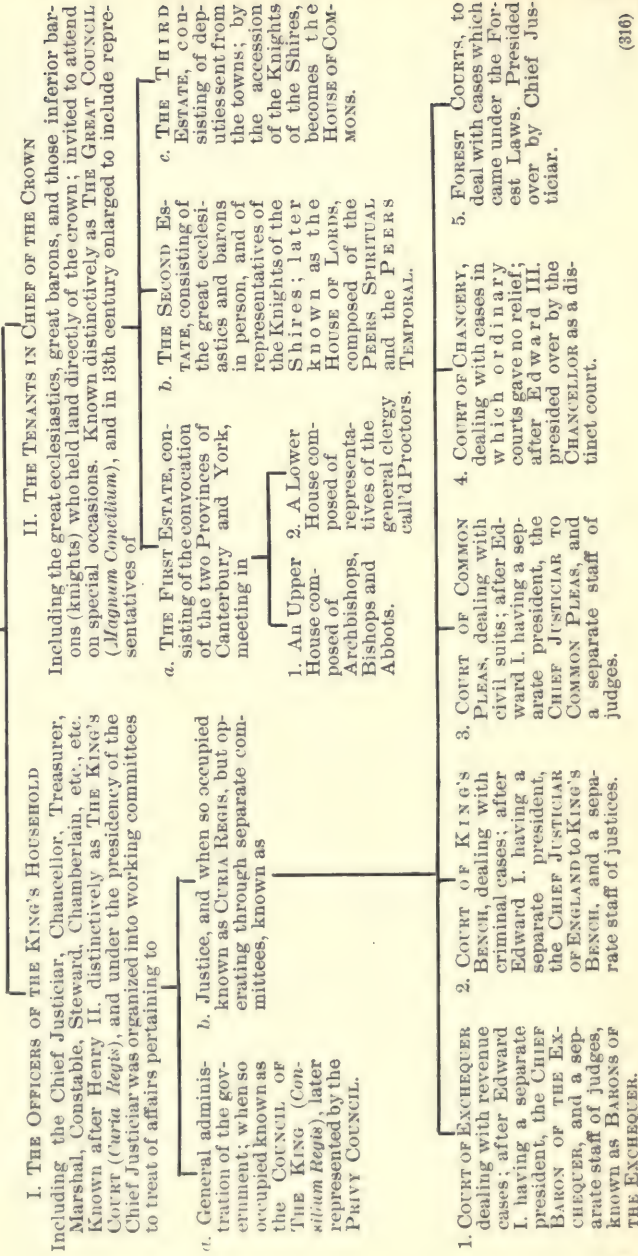 I. THE OFFICERS OF THE KING'S HOUSEHOLD
Including the Chief Justiciar, Chancellor, Treasurer,
Marshal, Constable, Steward, Chamberlain, etc., etc.
Known after Henry II. distinctively as THE KING'S
COURT (Curia Regis), and under the presidency of the
Chief Justiciar was organized into working committees
to treat of affairs pertaining to
II. THE TENANTS IN CHIEF OF THE CROWN
Including the great ecclesiastics, great barons, and those inferior bar-
ons (knights) who held land directly of the crown; invited to attend
on special occasions. Known distinctively as THE GREAT COUNCIL
(Magnum Concilium), and in 13th century enlarged to include repre-
sentatives of
a. General adminis-
tration of the gov-
ernment; when so
occupied known as
the COUNCIL OF
THE KING (Con-
silium Regis), later
represented by the
PRIVY COUNCIL.
b. Justice, and when so occupied
known as CURIA REGIS, but op-
erating through separate com-
mittees, known as
a. THE FIRST ESTATE, con-
sisting of the convocation
of the two Provinces of
Canterbury and York,
meeting in
1. An Upper
House com-
posed of
Archbishops,
Bishops and
Abbots.
2. A Lower
House com-
posed of
representa-
tives of the
general clergy
call'd Proctors.
b. THE SECOND ES-
TATE, consisting of
the great ecclesi-
astics and barons
in person, and of
representatives of
the Knights of the
Shires; later
known as the
HOUSE OF LORDS,
composed of the
PEERS SPIRITUAL
and the PEERS
TEMPORAL.
c. THE THIRD
ESTATE, con-
sisting of dep-
uties sent from
the towns; by
the accession
of the Knights
of the Shires,
becomes the
HOUSE OF COM-
MONS.
1. COURT OF EXCHEQUER
dealing with revenue
cases; after Edward
I. having a separate
president, the CHIEF
BARON OF THE EX-
CHEQUER, and a sep-
arate staff of judges,
known as BARONS OF
THE EXCHEQUER.
2. COURT OF KING'S
BENCH, dealing with
criminal cases; after
Edward I. having a
separate president,
the CHIEF JUSTICIAR
OF ENGLAND TO KING'S
BENCH, and a sepa-
rate staff of justices.
3. COURT OF COMMON
PLEAS, dealing with
civil suits; after Ed-
ward I. having a sep-
arate president, the
CHIEF JUSTICIAR TO
COMMON PLEAS, and
a separate staff of
judges.
4. COURT OF CHANCERY,
dealing with cases in
which ordinary
courts gave no relief;
after Edward III.
presided over by the
CHANCELLOR as a dis-
tinct court.
5. FOREST COURTS, to
deal with cases which
came under the For-
est Laws. Presided
over by Chief Jus-
ticiar.
(316)